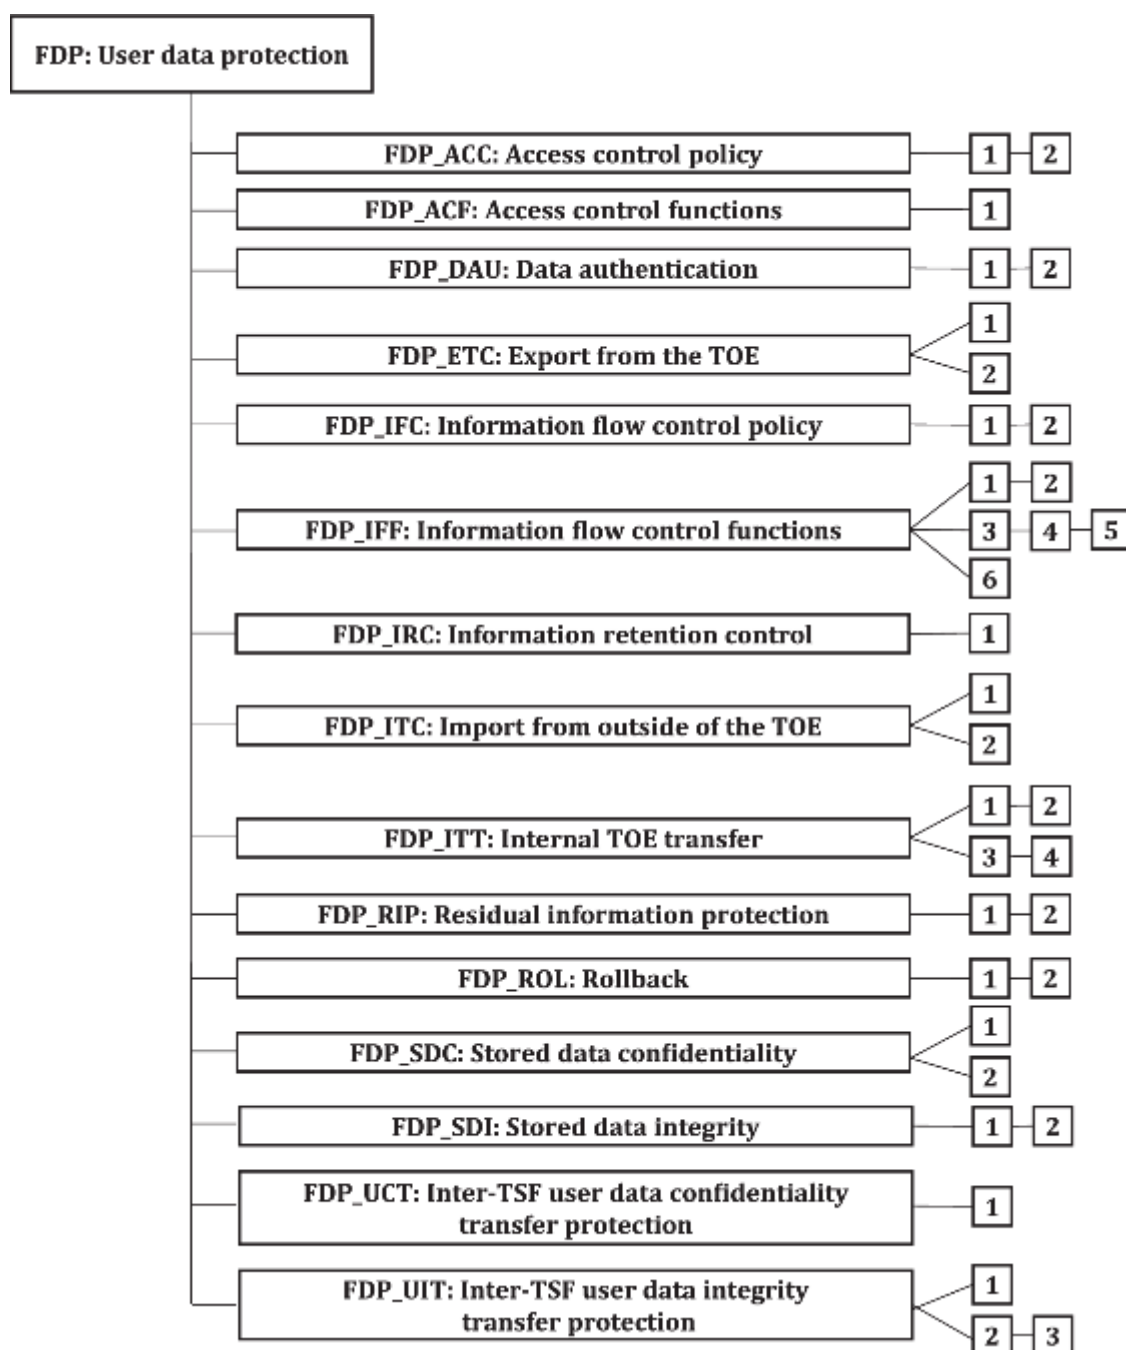 FDP: User data protection
FDP_ACC: Access control policy 1 2
FDP_ACF: Access control functions 1
FDP_DAU: Data authentication 1 2
1
FDP_ETC: Export from the TOE
2
FDP_IFC: Information flow control policy 1 2
1 2
FDP_IFF: Information flow control functions 3 4 5
6
FDP_IRC: Information retention control 1
1
FDP_ITC: Import from outside of the TOE
2
1 2
FDP_ITT: Internal TOE transfer
3 4
FDP_RIP: Residual information protection 1 2
FDP_ROL: Rollback 1 2
1
FDP_SDC: Stored data confidentiality
2
FDP_SDI: Stored data integrity 1 2
FDP_UCT: Inter-TSF user data confidentiality
transfer protection
1
FDP_UIT: Inter-TSF user data integrity
transfer protection
1
2 3